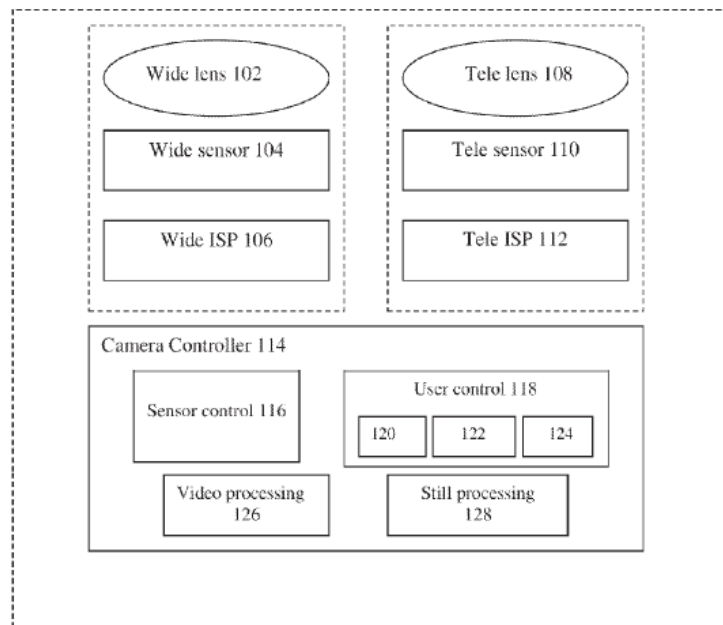 Wide lens 102
Tele lens 108
Wide sensor 104
Tele sensor 110
Wide ISP 106
Tele ISP 112
Camera Controller 114
User control 118
Sensor control 116
120
122
124
Video processing
126
Still processing
128